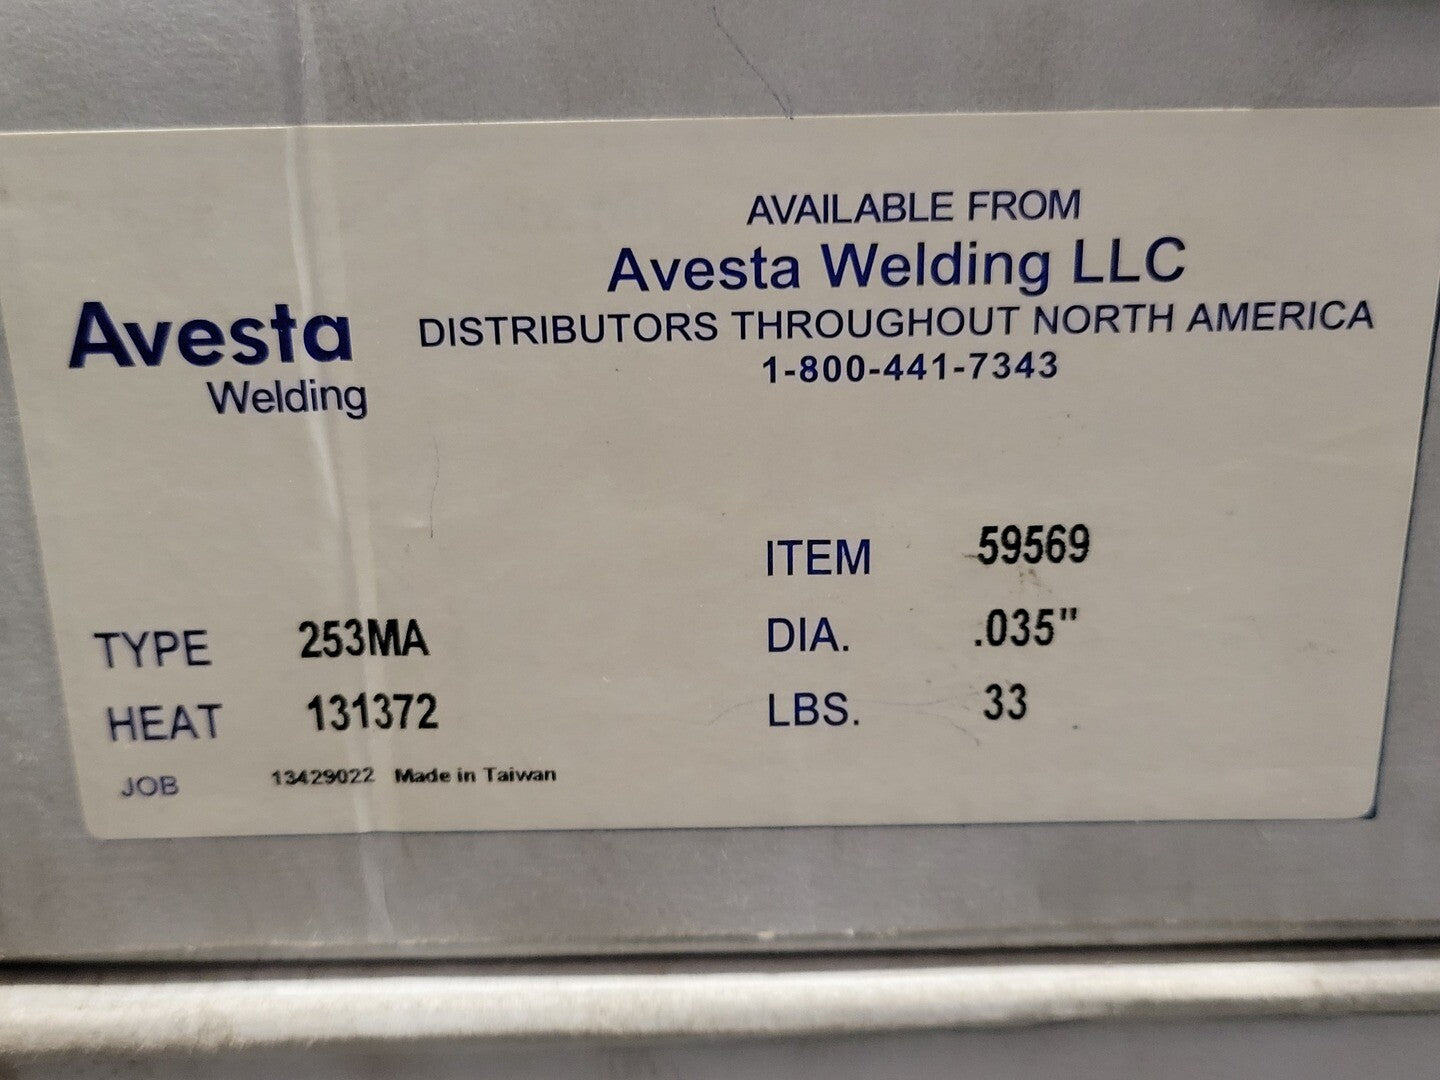 AVAILABLE FROM
Avesta Welding LLC
DISTRIBUTORS THROUGHOUT NORTH AMERICA
1-800-441-7343
Avesta
Welding
ITEM 59569
DIA. .035"
LBS. 33
TYPE 253MA
HEAT 131372
JOB 13429022 Made in Taiwan